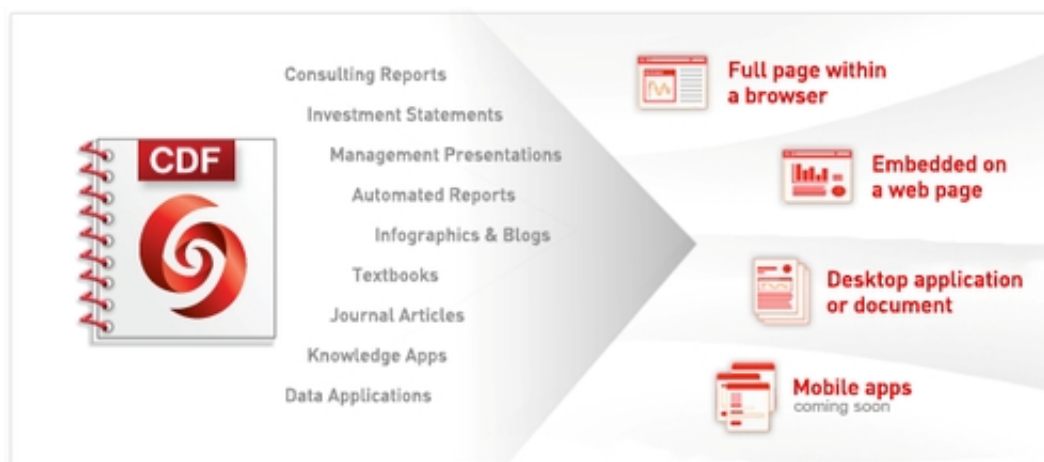 CDF
Consulting Reports
Investment Statements
Management Presentations
Automated Reports
Infographics & Blogs
Textbooks
Journal Articles
Knowledge Apps
Data Applications
Full page within
a browser
Embedded on
a web page
Desktop application
or document
Mobile apps
coming soon